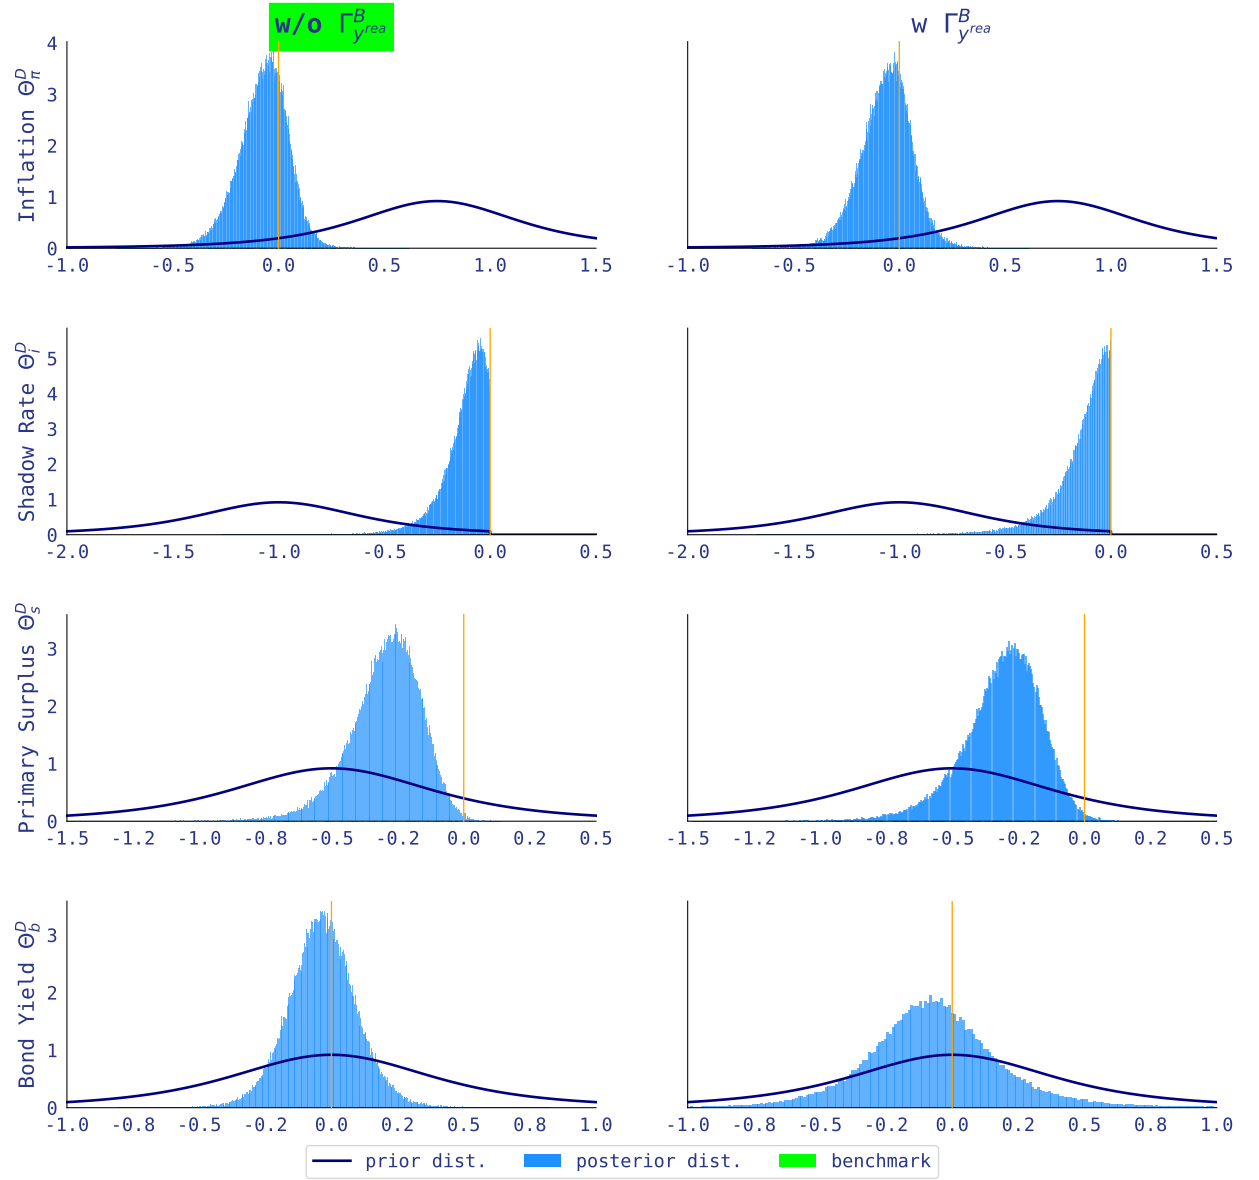 w/o Γ^B_{y^{rea}}
w Γ^B_{y^{rea}}
Inflation Θ^D_π
4
3
2
1
0
-1.0 -0.5 0.0 0.5 1.0 1.5
-1.0 -0.5 0.0 0.5 1.0 1.5
Shadow Rate Θ^D_i
5
4
3
2
1
0
-2.0 -1.5 -1.0 -0.5 0.0 0.5
-2.0 -1.5 -1.0 -0.5 0.0 0.5
Primary Surplus Θ^D_s
3
2
1
0
-1.5 -1.2 -1.0 -0.8 -0.5 -0.2 0.0 0.2 0.5
-1.5 -1.2 -1.0 -0.8 -0.5 -0.2 0.0 0.2 0.5
Bond Yield Θ^D_b
3
2
1
0
-1.0 -0.8 -0.5 -0.2 0.0 0.2 0.5 0.8 1.0
-1.0 -0.8 -0.5 -0.2 0.0 0.2 0.5 0.8 1.0
prior dist. posterior dist. benchmark